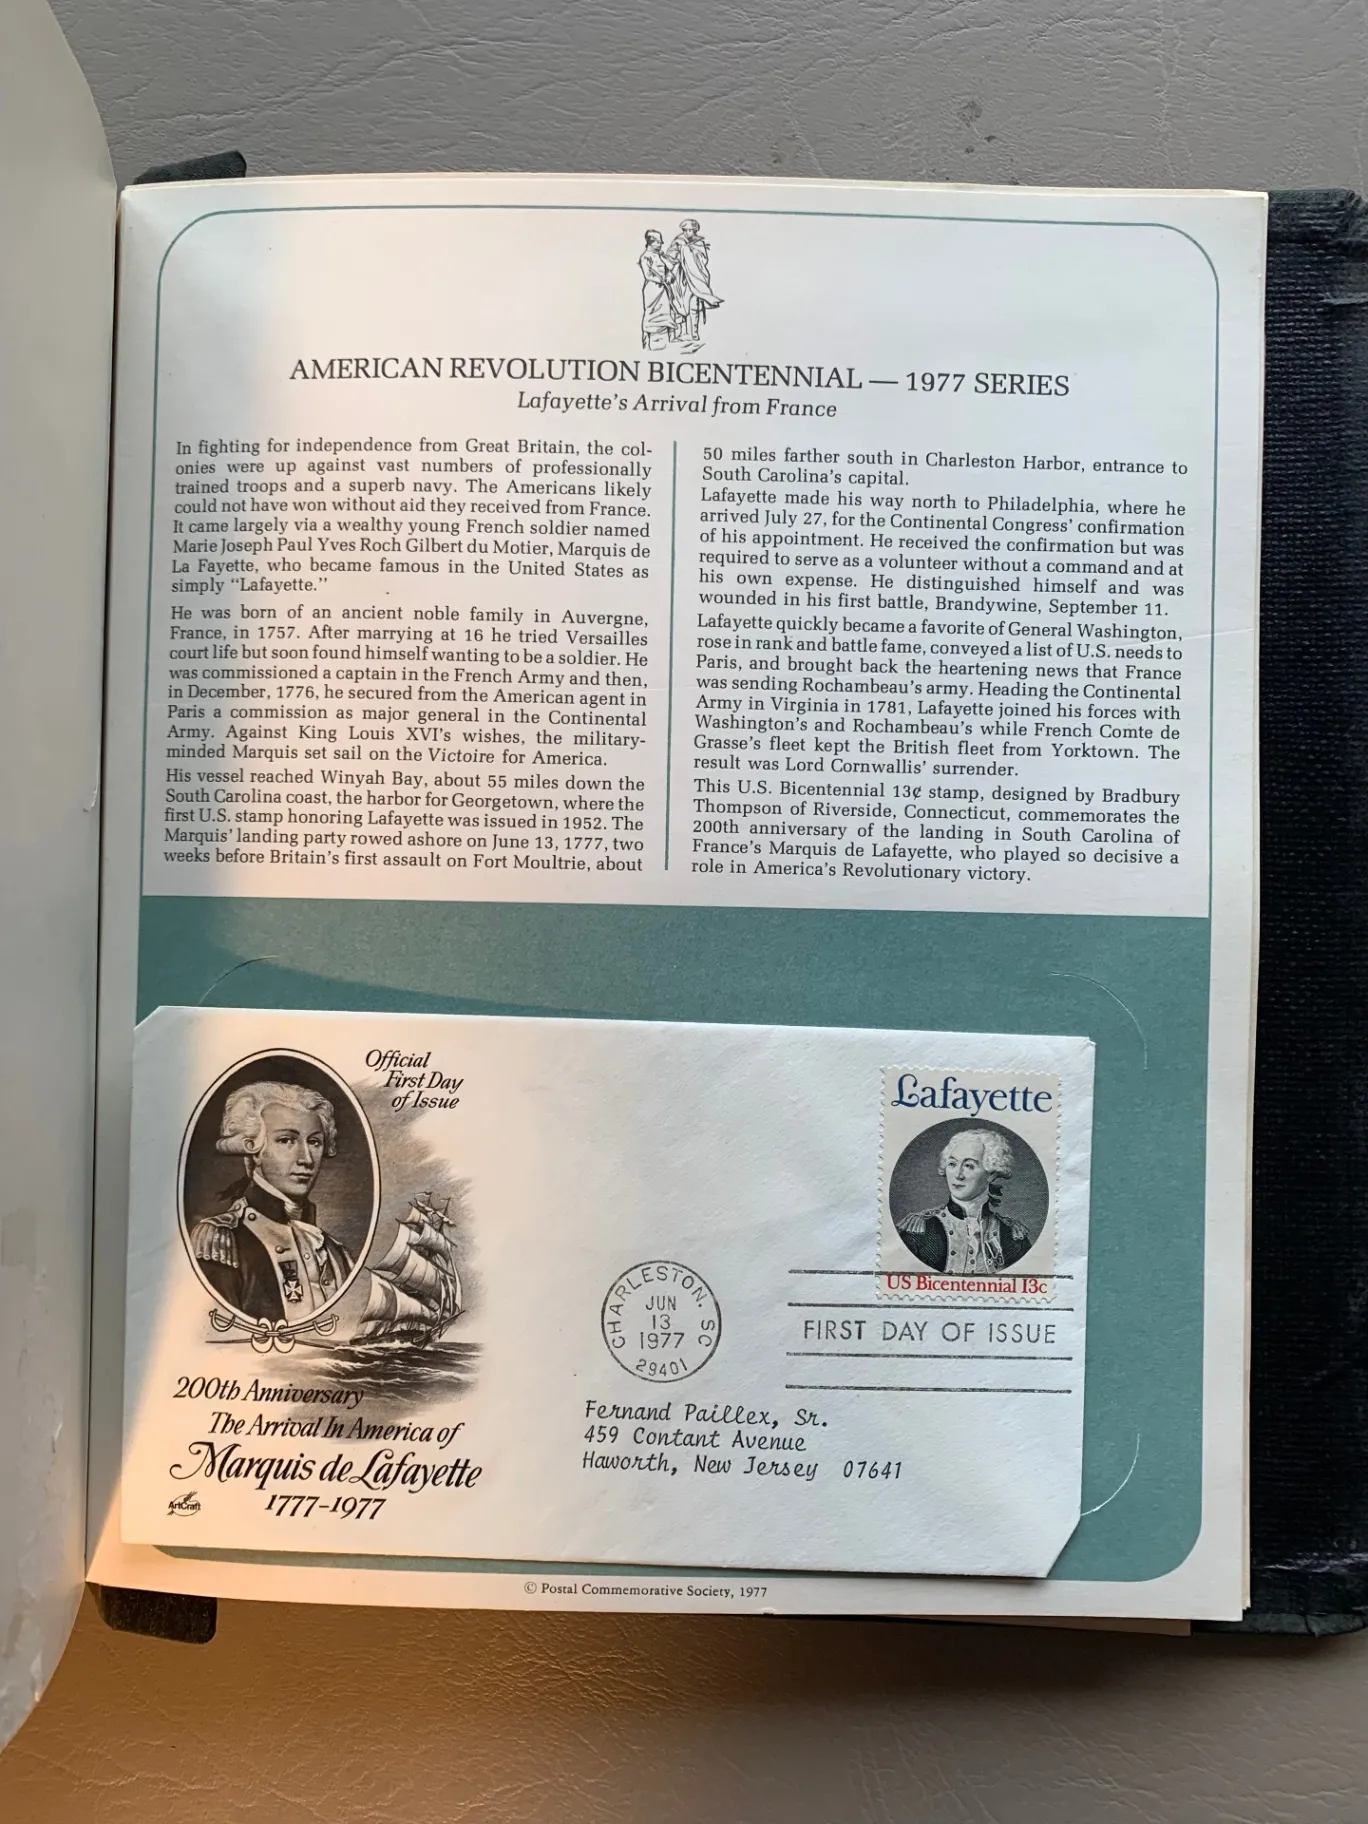 AMERICAN REVOLUTION BICENTENNIAL — 1977 SERIES
Lafayette's Arrival from France
In fighting for independence from Great Britain, the col-
onies were up against vast numbers of professionally
trained troops and a superb navy. The Americans likely
could not have won without aid they received from France.
It came largely via a wealthy young French soldier named
Marie Joseph Paul Yves Roch Gilbert du Motier, Marquis de
La Fayette, who became famous in the United States as
simply "Lafayette."
He was born of an ancient noble family in Auvergne,
France, in 1757. After marrying at 16 he tried Versailles
court life but soon found himself wanting to be a soldier. He
was commissioned a captain in the French Army and then,
in December, 1776, he secured from the American agent in
Paris a commission as major general in the Continental
Army. Against King Louis XVI's wishes, the military-
minded Marquis set sail on the Victoire for America.
His vessel reached Winyah Bay, about 55 miles down the
South Carolina coast, the harbor for Georgetown, where the
first U.S. stamp honoring Lafayette was issued in 1952. The
Marquis' landing party rowed ashore on June 13, 1777, two
weeks before Britain's first assault on Fort Moultrie, about
50 miles farther south in Charleston Harbor, entrance to
South Carolina's capital.
Lafayette made his way north to Philadelphia, where he
arrived July 27, for the Continental Congress' confirmation
of his appointment. He received the confirmation but was
required to serve as a volunteer without a command and at
his own expense. He distinguished himself and was
wounded in his first battle, Brandywine, September 11.
Lafayette quickly became a favorite of General Washington,
rose in rank and battle fame, conveyed a list of U.S. needs to
Paris, and brought back the heartening news that France
was sending Rochambeau's army. Heading the Continental
Army in Virginia in 1781, Lafayette joined his forces with
Washington's and Rochambeau's while French Comte de
Grasse's fleet kept the British fleet from Yorktown. The
result was Lord Cornwallis' surrender.
This U.S. Bicentennial 13¢ stamp, designed by Bradbury
Thompson of Riverside, Connecticut, commemorates the
200th anniversary of the landing in South Carolina of
France's Marquis de Lafayette, who played so decisive a
role in America's Revolutionary victory.
Official
First Day
of Issue
Lafayette
US Bicentennial 13c
CHARLESTON. SC
JUN
13
1977
29401
FIRST DAY OF ISSUE
200th Anniversary
The Arrival In America of
Marquis de Lafayette
1777-1977
ArtCraft
Fernand Paillex, Sr.
459 Contant Avenue
Haworth, New Jersey 07641
© Postal Commemorative Society, 1977